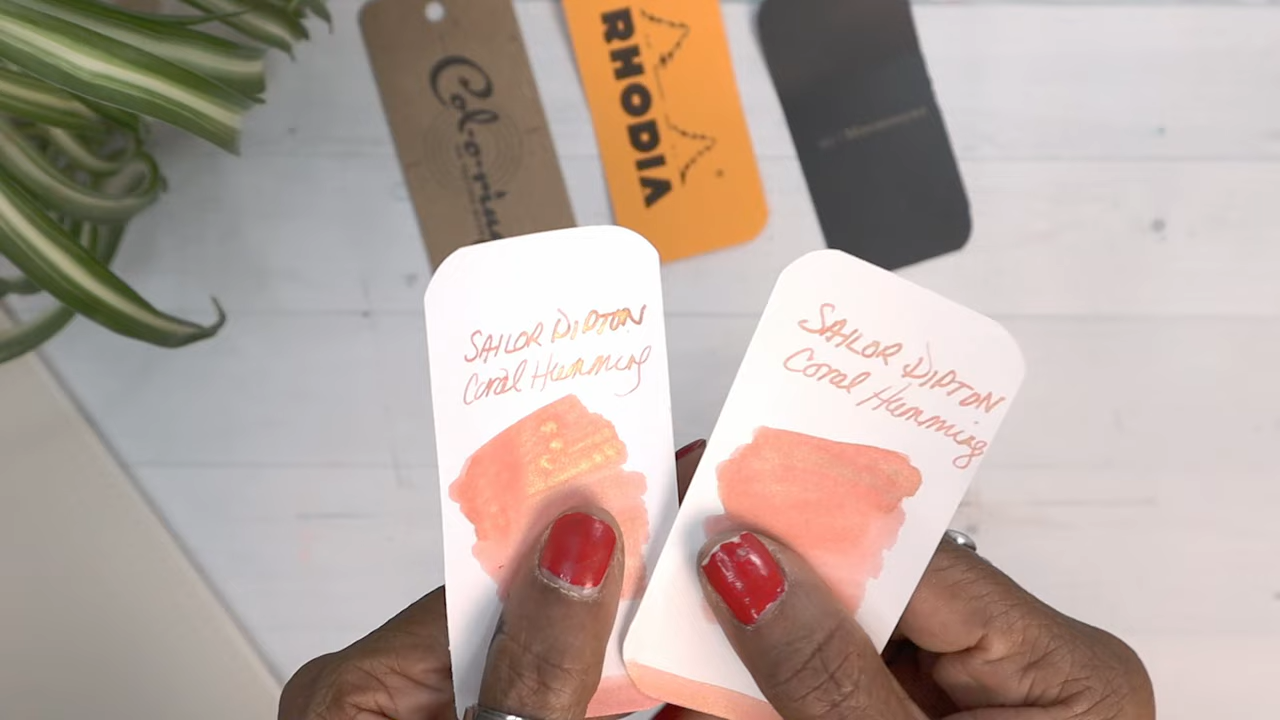 Col-o-ring
RHODIA
SAILOR DIPTON
Coral Humming
SAILOR DIPTON
Coral Humming